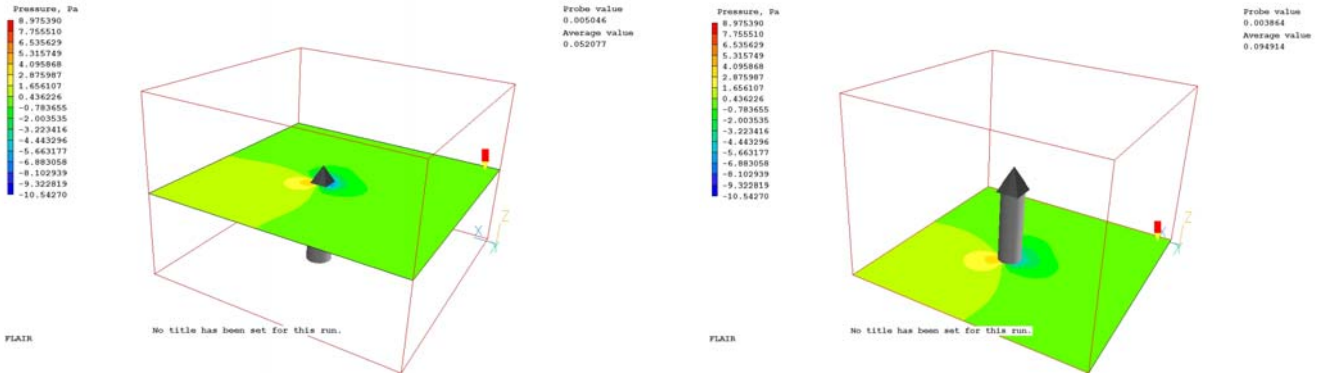 Pressure, Pa
8.975390
7.755510
6.535629
5.315749
4.095868
2.875987
1.656107
0.436226
-0.783655
-2.003535
-3.223416
-4.443296
-5.663177
-6.883058
-8.102939
-9.322819
-10.54270
Probe value
0.005046
Average value
0.052077
X
Z
Y
No title has been set for this run.
FLAIR
Pressure, Pa
8.975390
7.755510
6.535629
5.315749
4.095868
2.875987
1.656107
0.436226
-0.783655
-2.003535
-3.223416
-4.443296
-5.663177
-6.883058
-8.102939
-9.322819
-10.54270
Probe value
0.003864
Average value
0.094914
Z
No title has been set for this run.
FLAIR